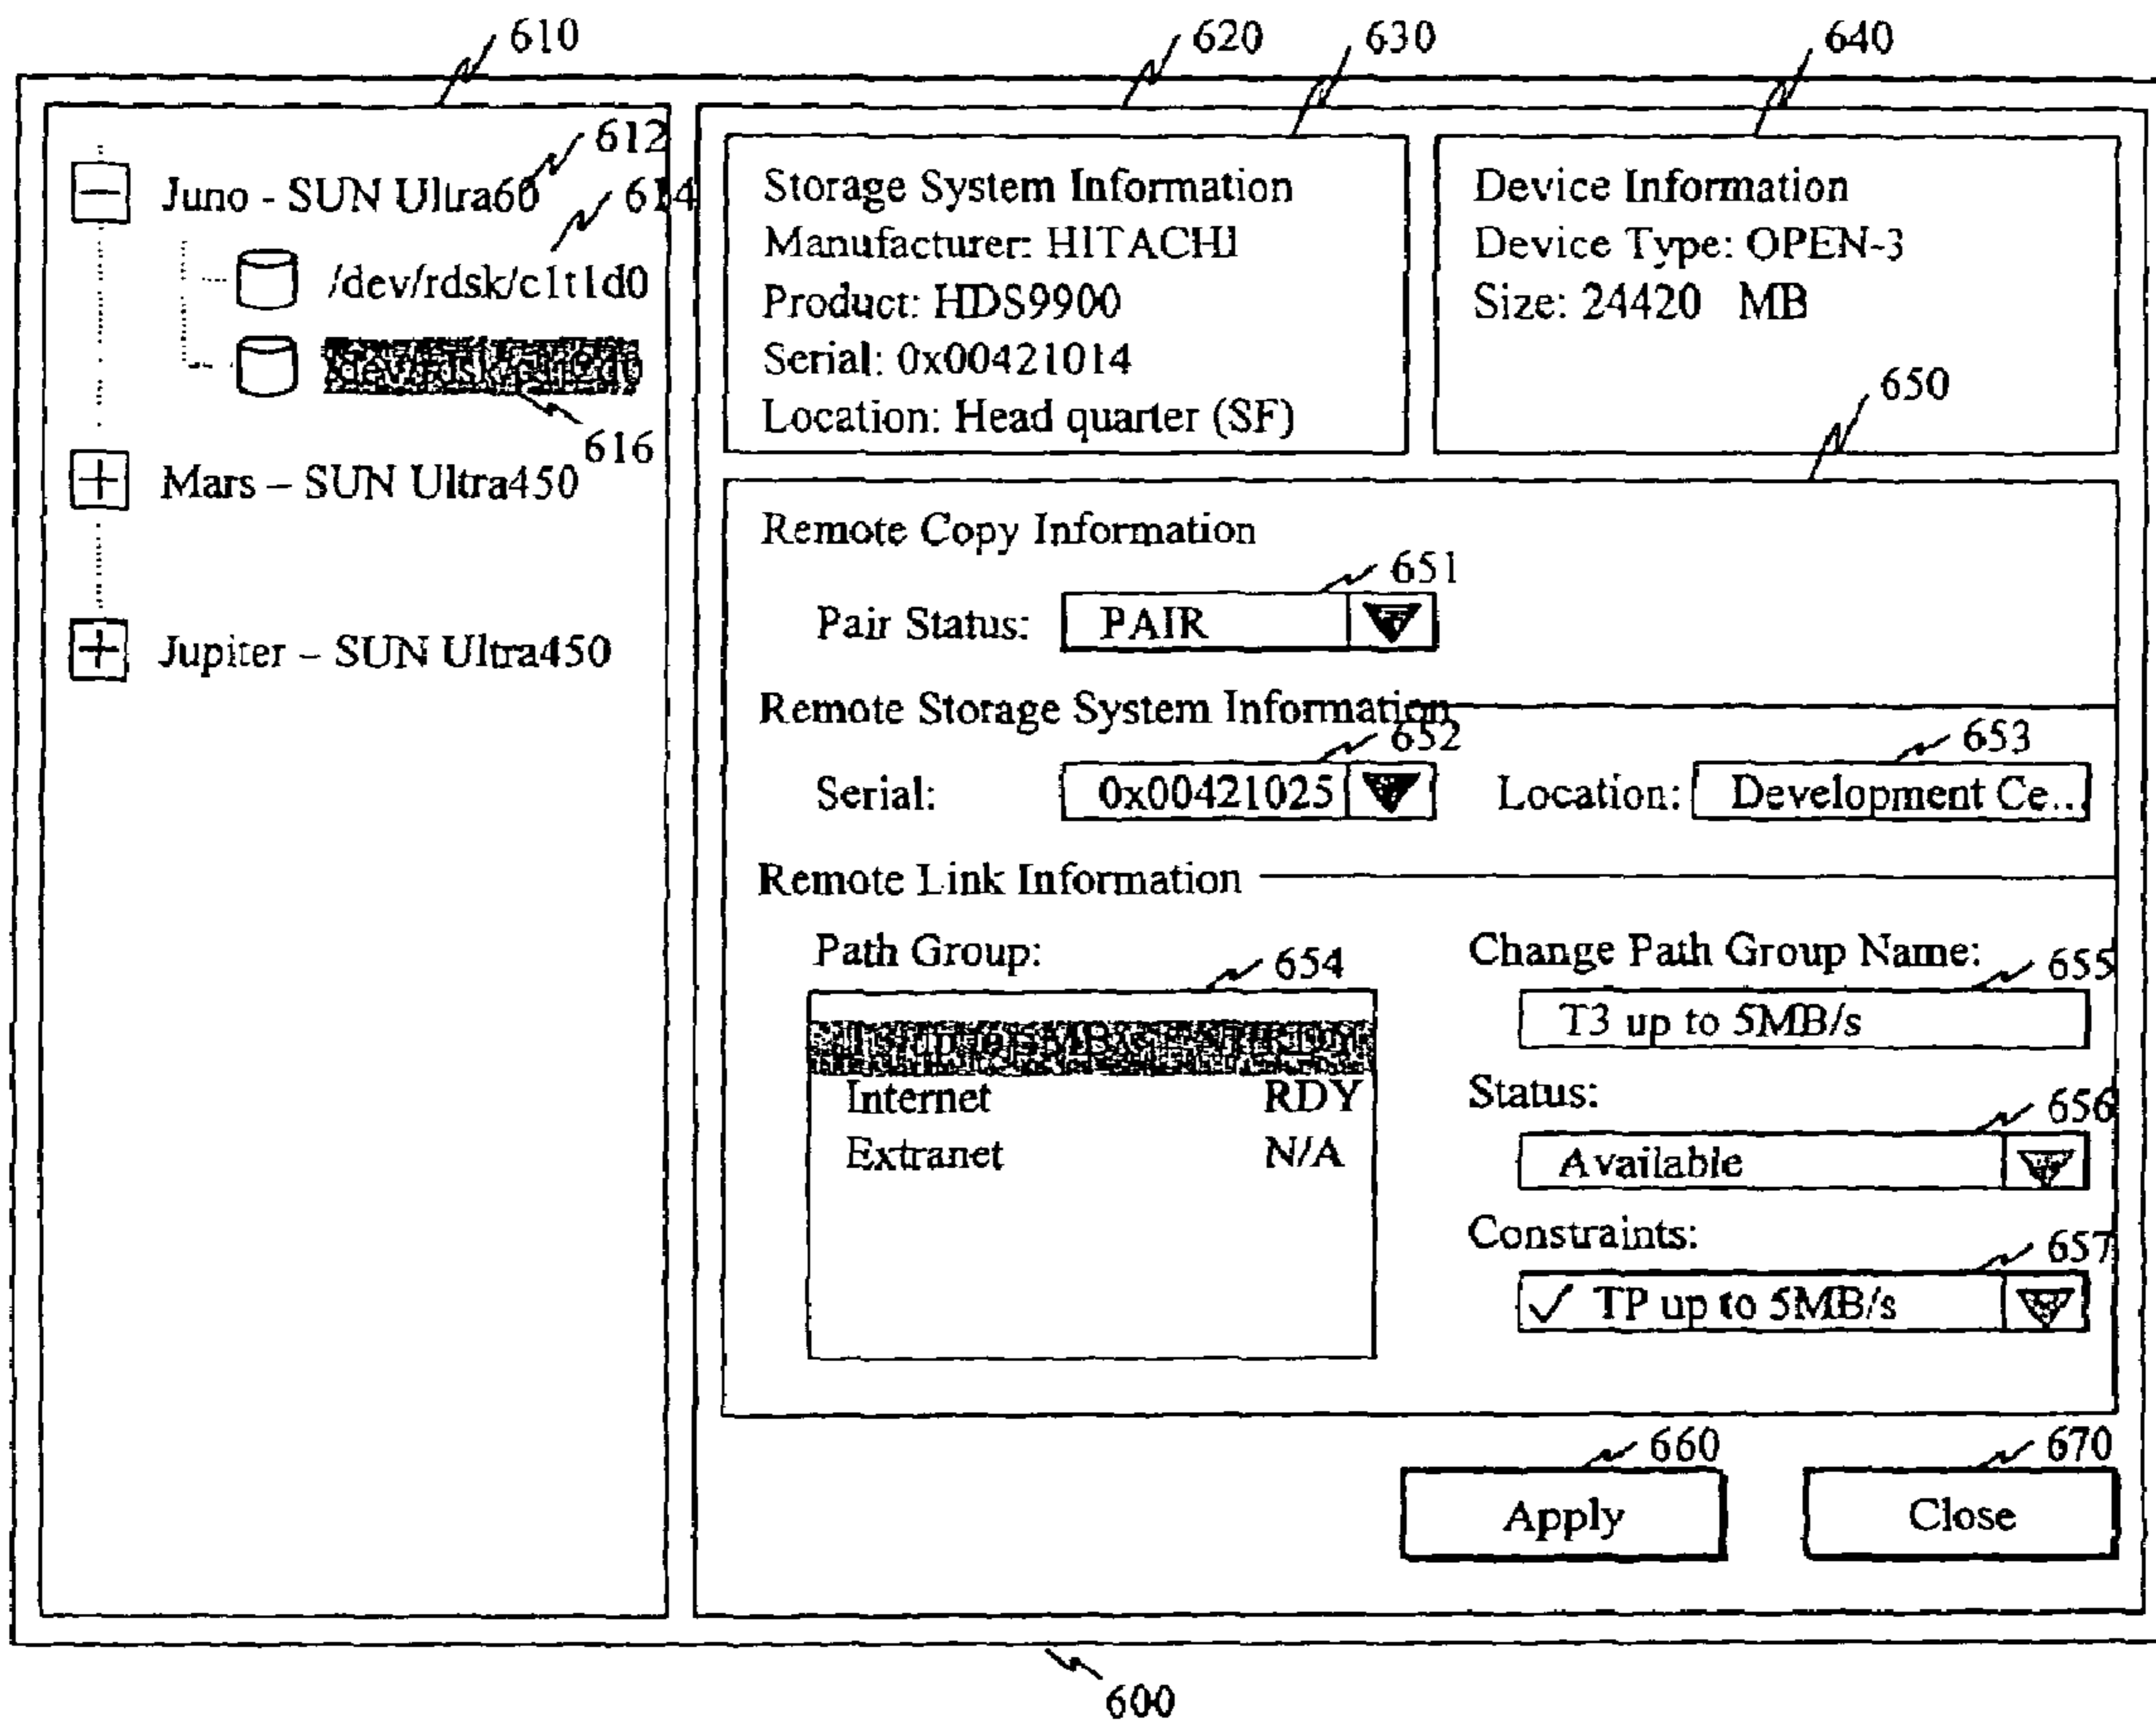 610
620
630
640
612
Juno - SUN Ultra60
614
/dev/rdsk/c1t1d0
616
Mars – SUN Ultra450
Jupiter – SUN Ultra450
Storage System Information
Manufacturer: HITACHI
Product: HDS9900
Serial: 0x00421014
Location: Head quarter (SF)
Device Information
Device Type: OPEN-3
Size: 24420 MB
650
Remote Copy Information
651
Pair Status: PAIR
Remote Storage System Information
652
653
Serial: 0x00421025 Location: Development Ce...
Remote Link Information
Path Group:
654
Internet RDY
Extranet N/A
Change Path Group Name:
655
T3 up to 5MB/s
Status:
656
Available
Constraints:
657
✓ TP up to 5MB/s
660
670
Apply
Close
600